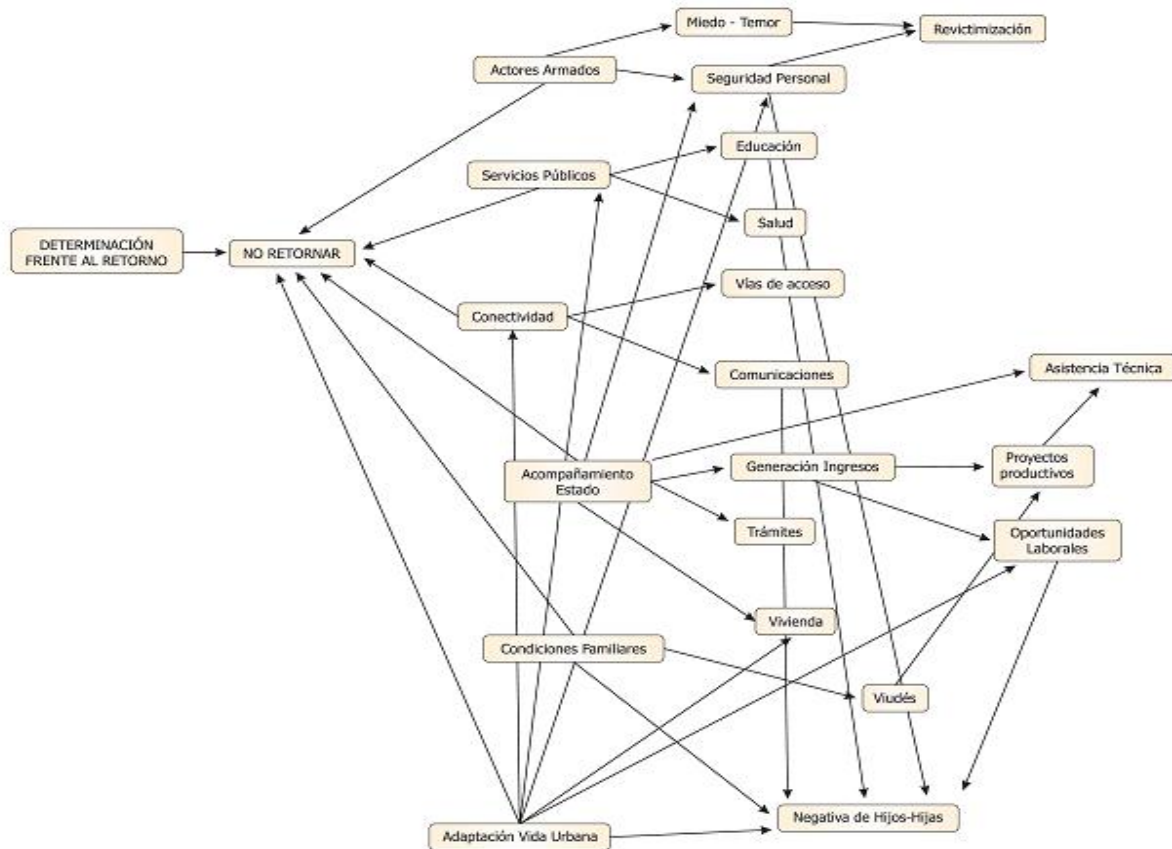 Miedo - Temor
Revictimización
Actores Armados
Seguridad Personal
Educación
Servicios Públicos
Salud
DETERMINACIÓN
FRENTE AL RETORNO
NO RETORNAR
Vías de acceso
Conectividad
Comunicaciones
Asistencia Técnica
Acompañamiento
Estado
Generación Ingresos
Proyectos
productivos
Trámites
Oportunidades
Laborales
Vivienda
Condiciones Familiares
Viudés
Negativa de Hijos-Hijas
Adaptación Vida Urbana